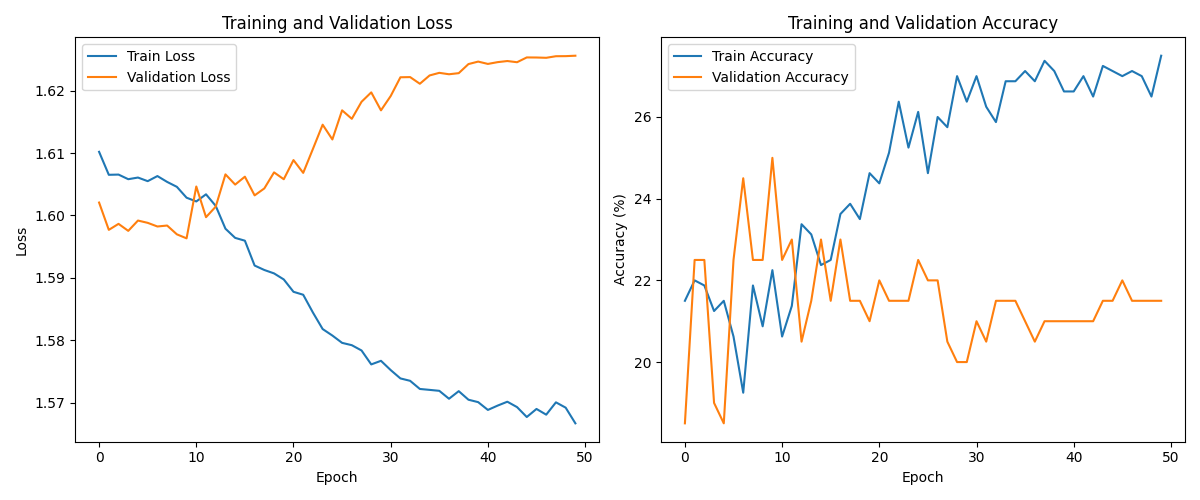 Training and Validation Loss
Train Loss
Validation Loss
1.62
1.61
1.60
1.59
1.58
1.57
Loss
0
10
20
30
40
50
Epoch
Training and Validation Accuracy
Train Accuracy
Validation Accuracy
26
24
22
20
Accuracy (%)
0
10
20
30
40
50
Epoch